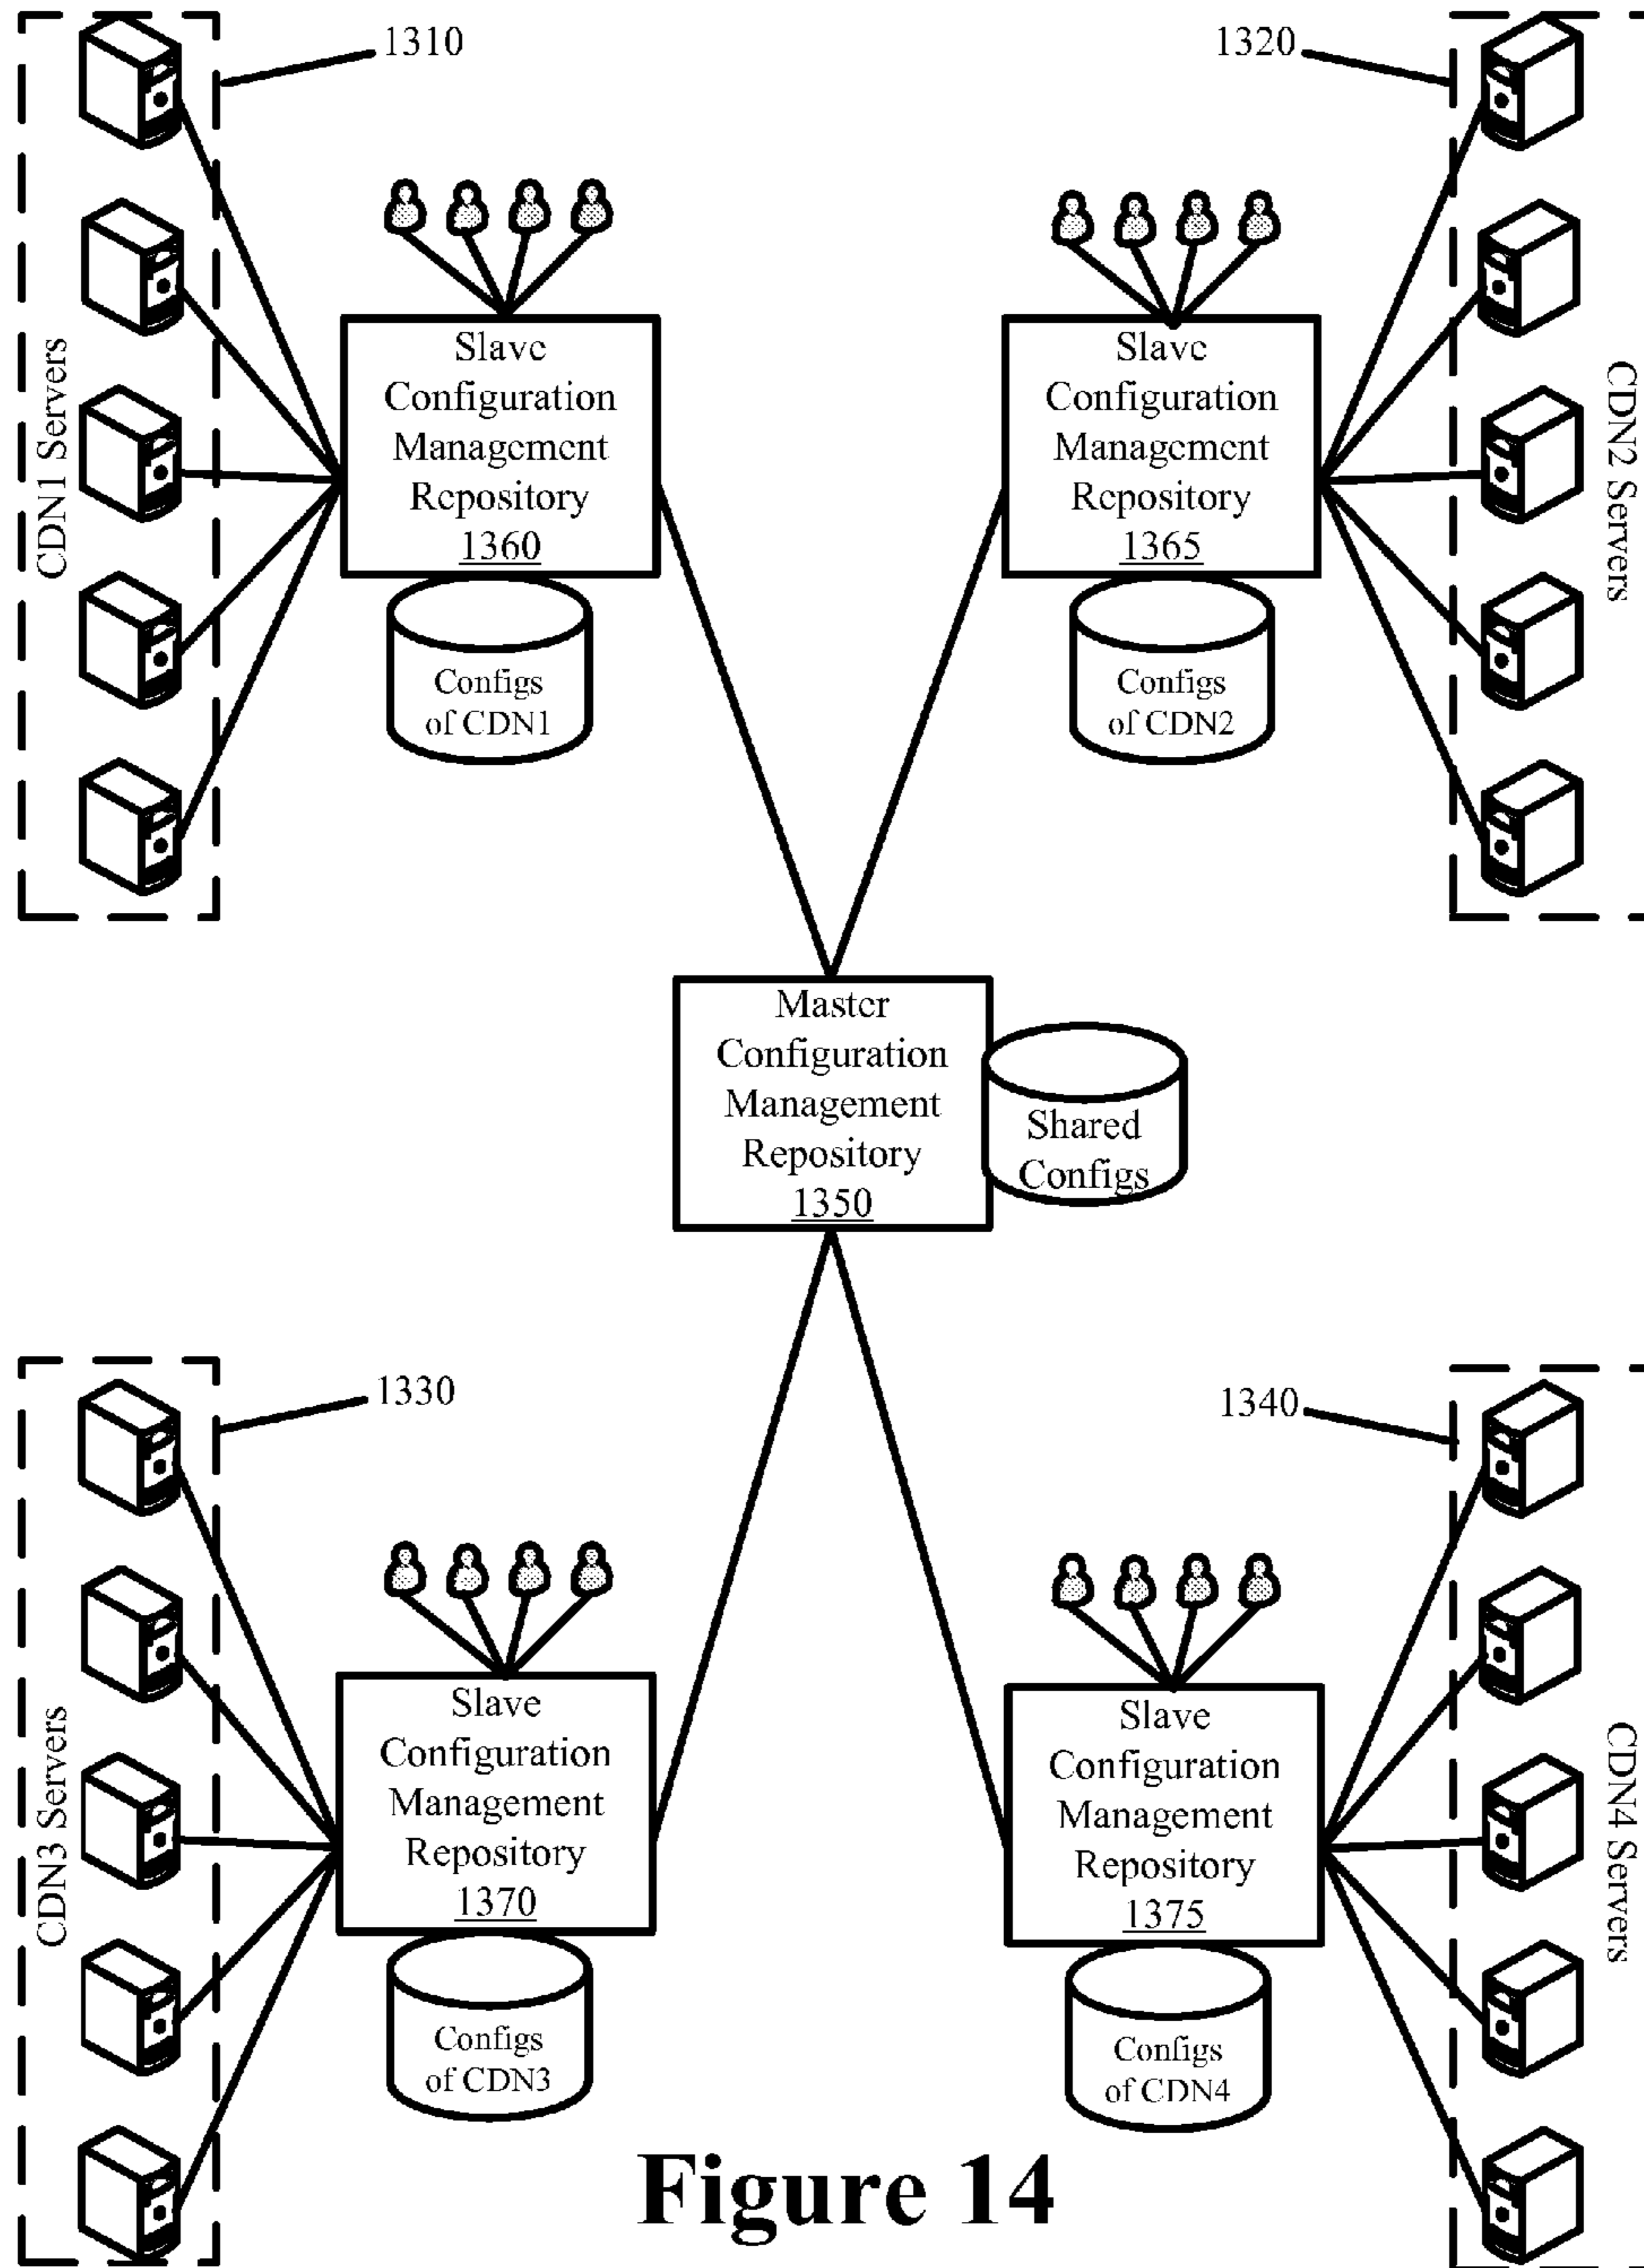 1310
1320
CDN1 Servers
Slave
Configuration
Management
Repository
1360
Configs
of CDN1
Slave
Configuration
Management
Repository
1365
Configs
of CDN2
CDN2 Servers
Master
Configuration
Management
Repository
1350
Shared
Configs
1330
1340
CDN3 Servers
Slave
Configuration
Management
Repository
1370
Configs
of CDN3
Slave
Configuration
Management
Repository
1375
Configs
of CDN4
CDN4 Servers
Figure 14